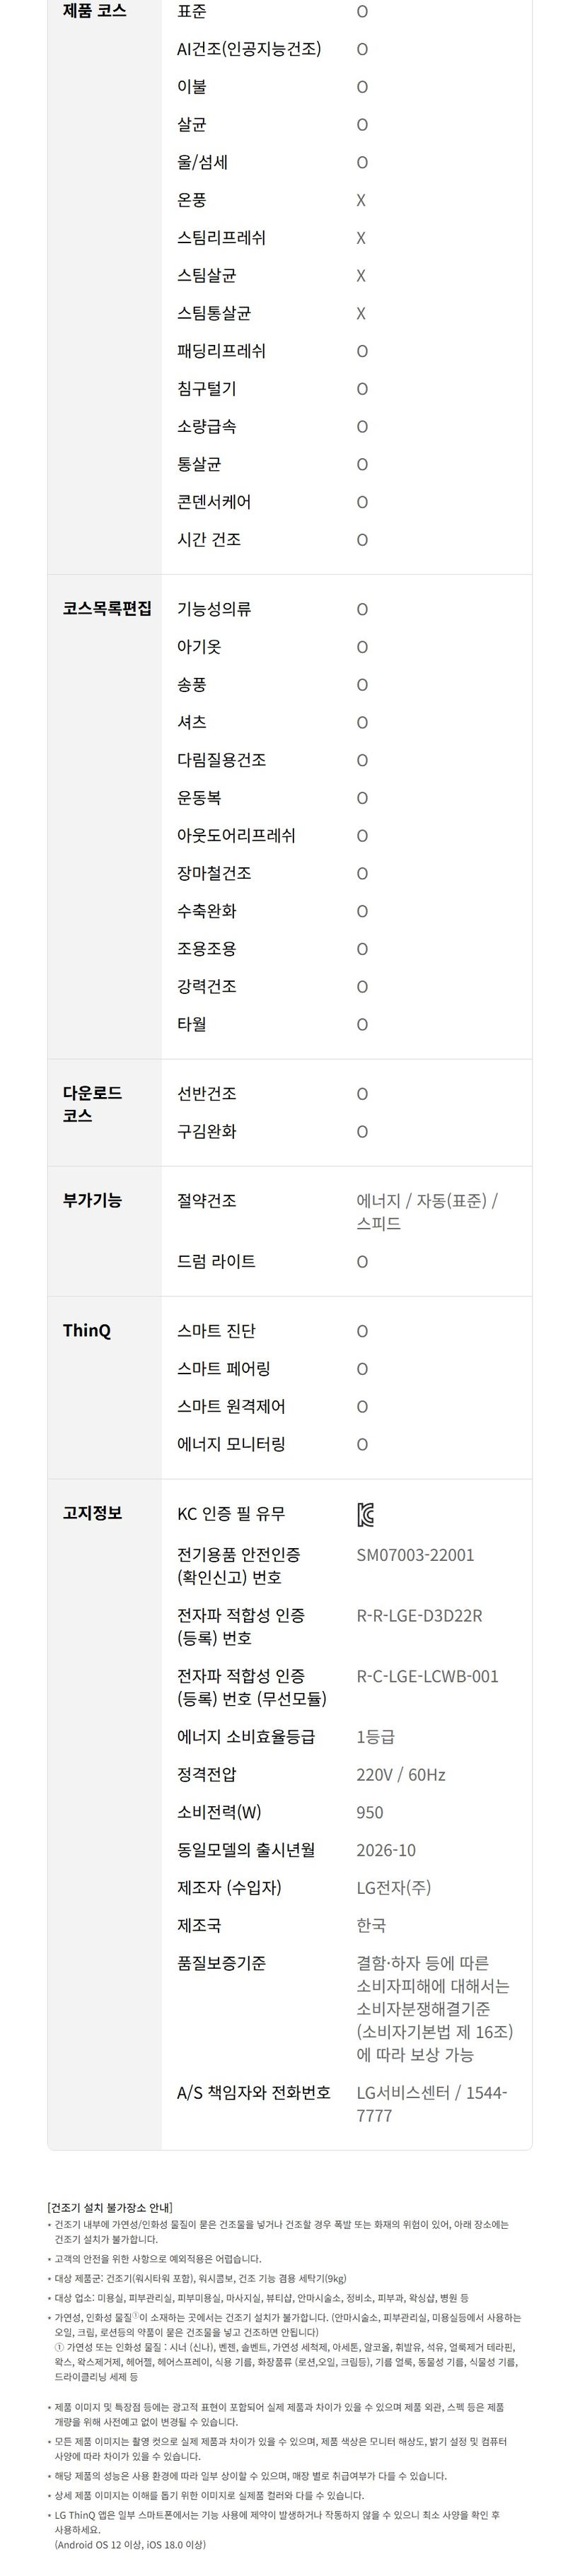 제품 코스
표준 O
AI건조(인공지능건조) O
이불 O
살균 O
울/섬세 O
온풍 X
스팀리프레쉬 X
스팀살균 X
스팀통살균 X
패딩리프레쉬 O
침구털기 O
소량급속 O
통살균 O
콘덴서케어 O
시간 건조 O
코스목록편집
기능성의류 O
아기옷 O
송풍 O
셔츠 O
다림질용건조 O
운동복 O
아웃도어리프레쉬 O
장마철건조 O
수축완화 O
조용조용 O
강력건조 O
타월 O
다운로드
코스
선반건조 O
구김완화 O
부가기능
절약건조 에너지 / 자동(표준) /
스피드
드럼 라이트 O
ThinQ
스마트 진단 O
스마트 페어링 O
스마트 원격제어 O
에너지 모니터링 O
고지정보
KC 인증 필 유무 KC
전기용품 안전인증 SM07003-22001
(확인신고) 번호
전자파 적합성 인증 R-R-LGE-D3D22R
(등록) 번호
전자파 적합성 인증 R-C-LGE-LCWB-001
(등록) 번호 (무선모듈)
에너지 소비효율등급 1등급
정격전압 220V / 60Hz
소비전력(W) 950
동일모델의 출시년월 2026-10
제조자 (수입자) LG전자(주)
제조국 한국
품질보증기준 결함·하자 등에 따른
소비자피해에 대해서는
소비자분쟁해결기준
(소비자기본법 제 16조)
에 따라 보상 가능
A/S 책임자와 전화번호 LG서비스센터 / 1544-
7777
[건조기 설치 불가장소 안내]
• 건조기 내부에 가연성/인화성 물질이 묻은 건조물을 넣거나 건조할 경우 폭발 또는 화재의 위험이 있어, 아래 장소에는
건조기 설치가 불가합니다.
• 고객의 안전을 위한 사항으로 예외적용은 어렵습니다.
• 대상 제품군: 건조기(워시타워 포함), 워시콤보, 건조 기능 겸용 세탁기(9kg)
• 대상 업소: 미용실, 피부관리실, 피부미용실, 마사지실, 뷰티샵, 안마시술소, 정비소, 피부과, 왁싱샵, 병원 등
• 가연성, 인화성 물질①이 소재하는 곳에서는 건조기 설치가 불가합니다. (안마시술소, 피부관리실, 미용실등에서 사용하는
오일, 크림, 로션등의 약품이 묻은 건조물을 넣고 건조하면 안됩니다)
① 가연성 또는 인화성 물질 : 시너 (신나), 벤젠, 솔벤트, 가연성 세척제, 아세톤, 알코올, 휘발유, 석유, 얼룩제거 테라핀,
왁스, 왁스제거제, 헤어젤, 헤어스프레이, 식용 기름, 화장품류 (로션,오일, 크림등), 기름 얼룩, 동물성 기름, 식물성 기름,
드라이클리닝 세제 등
• 제품 이미지 및 특장점 등에는 광고적 표현이 포함되어 실제 제품과 차이가 있을 수 있으며 제품 외관, 스펙 등은 제품
개량을 위해 사전예고 없이 변경될 수 있습니다.
• 모든 제품 이미지는 촬영 컷으로 실제 제품과 차이가 있을 수 있으며, 제품 색상은 모니터 해상도, 밝기 설정 및 컴퓨터
사양에 따라 차이가 있을 수 있습니다.
• 해당 제품의 성능은 사용 환경에 따라 일부 상이할 수 있으며, 매장 별로 취급여부가 다를 수 있습니다.
• 상세 제품 이미지는 이해를 돕기 위한 이미지로 실제품 컬러와 다를 수 있습니다.
• LG ThinQ 앱은 일부 스마트폰에서는 기능 사용에 제약이 발생하거나 작동하지 않을 수 있으니 최소 사양을 확인 후
사용하세요.
(Android OS 12 이상, iOS 18.0 이상)